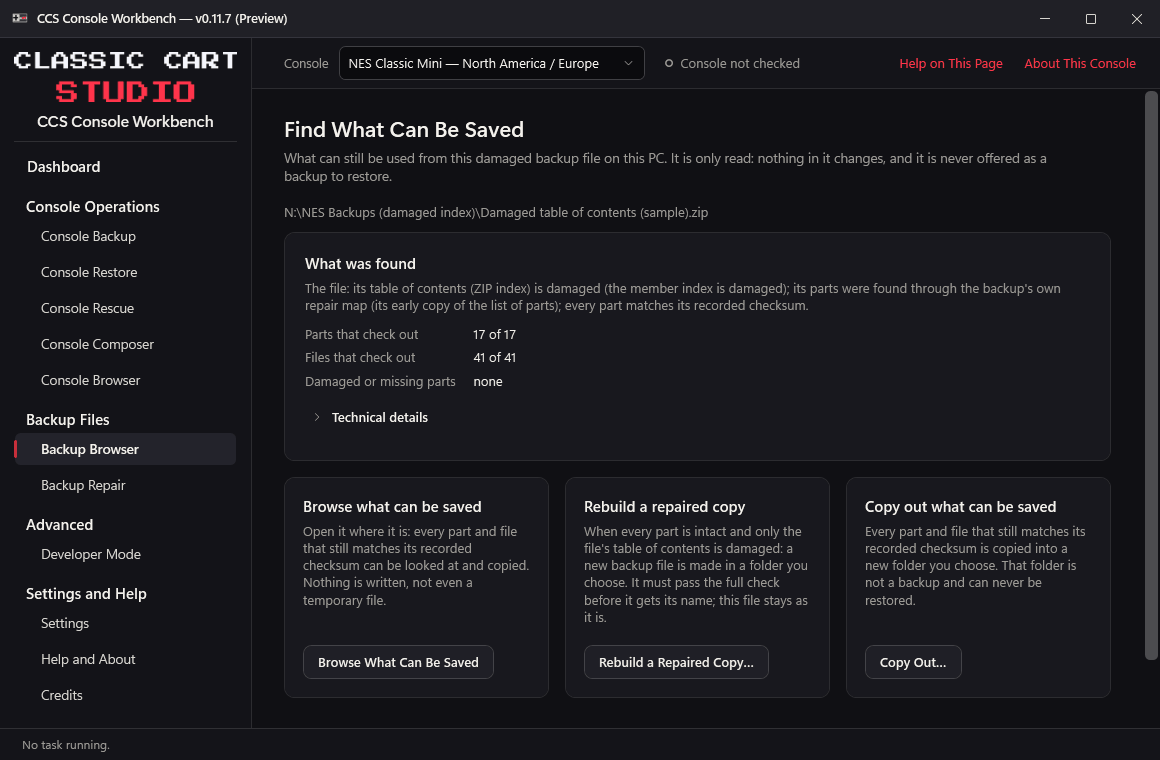 CCS Console Workbench — v0.11.7 (Preview)
CLASSIC CART
STUDIO
CCS Console Workbench
Dashboard
Console Operations
Console Backup
Console Restore
Console Rescue
Console Composer
Console Browser
Backup Files
Backup Browser
Backup Repair
Advanced
Developer Mode
Settings and Help
Settings
Help and About
Credits
Console
NES Classic Mini — North America / Europe
Console not checked
Help on This Page
About This Console
Find What Can Be Saved
What can still be used from this damaged backup file on this PC. It is only read: nothing in it changes, and it is never offered as a
backup to restore.
N:\NES Backups (damaged index)\Damaged table of contents (sample).zip
What was found
The file: its table of contents (ZIP index) is damaged (the member index is damaged); its parts were found through the backup's own
repair map (its early copy of the list of parts); every part matches its recorded checksum.
Parts that check out 17 of 17
Files that check out 41 of 41
Damaged or missing parts none
Technical details
Browse what can be saved
Open it where it is: every part and file
that still matches its recorded
checksum can be looked at and copied.
Nothing is written, not even a
temporary file.
Browse What Can Be Saved
Rebuild a repaired copy
When every part is intact and only the
file's table of contents is damaged: a
new backup file is made in a folder you
choose. It must pass the full check
before it gets its name; this file stays as
it is.
Rebuild a Repaired Copy...
Copy out what can be saved
Every part and file that still matches its
recorded checksum is copied into a
new folder you choose. That folder is
not a backup and can never be
restored.
Copy Out...
No task running.